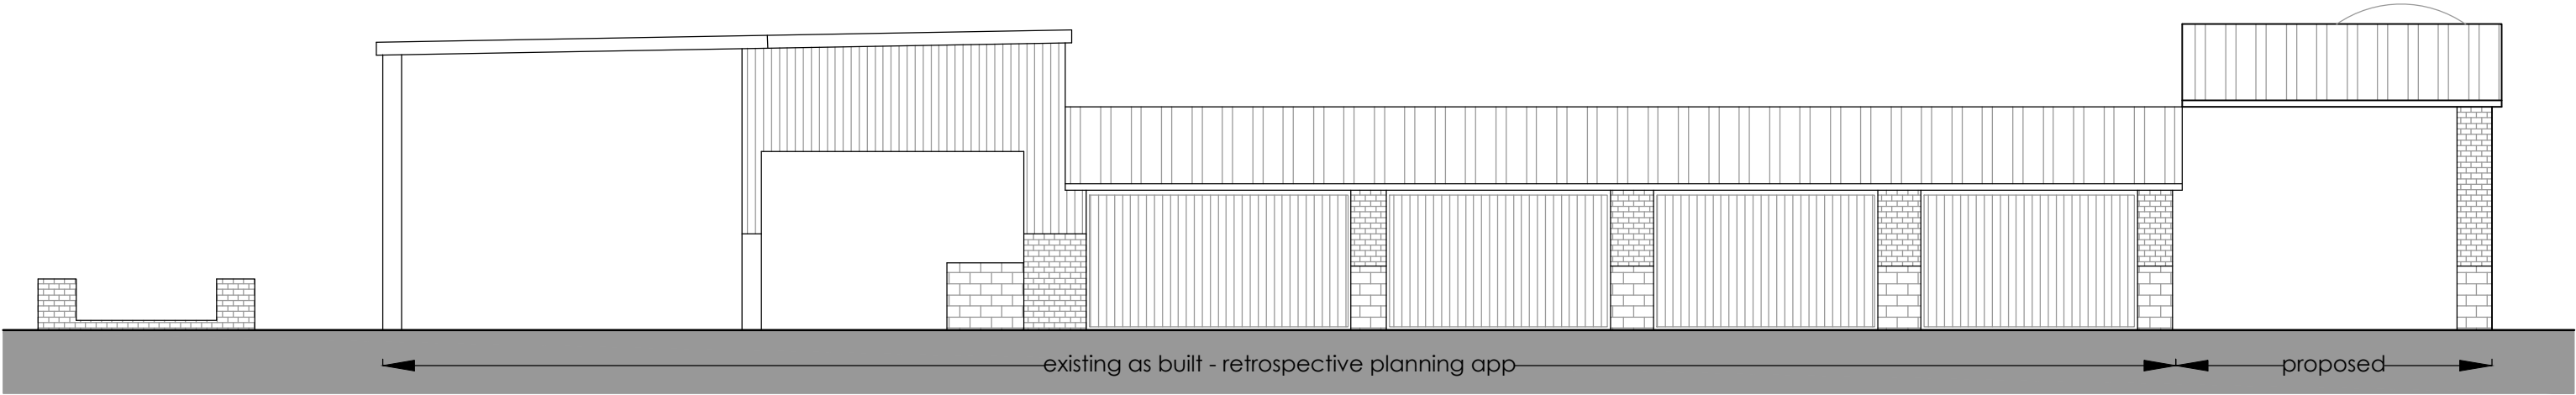 existing as built - retrospective planning app
proposed